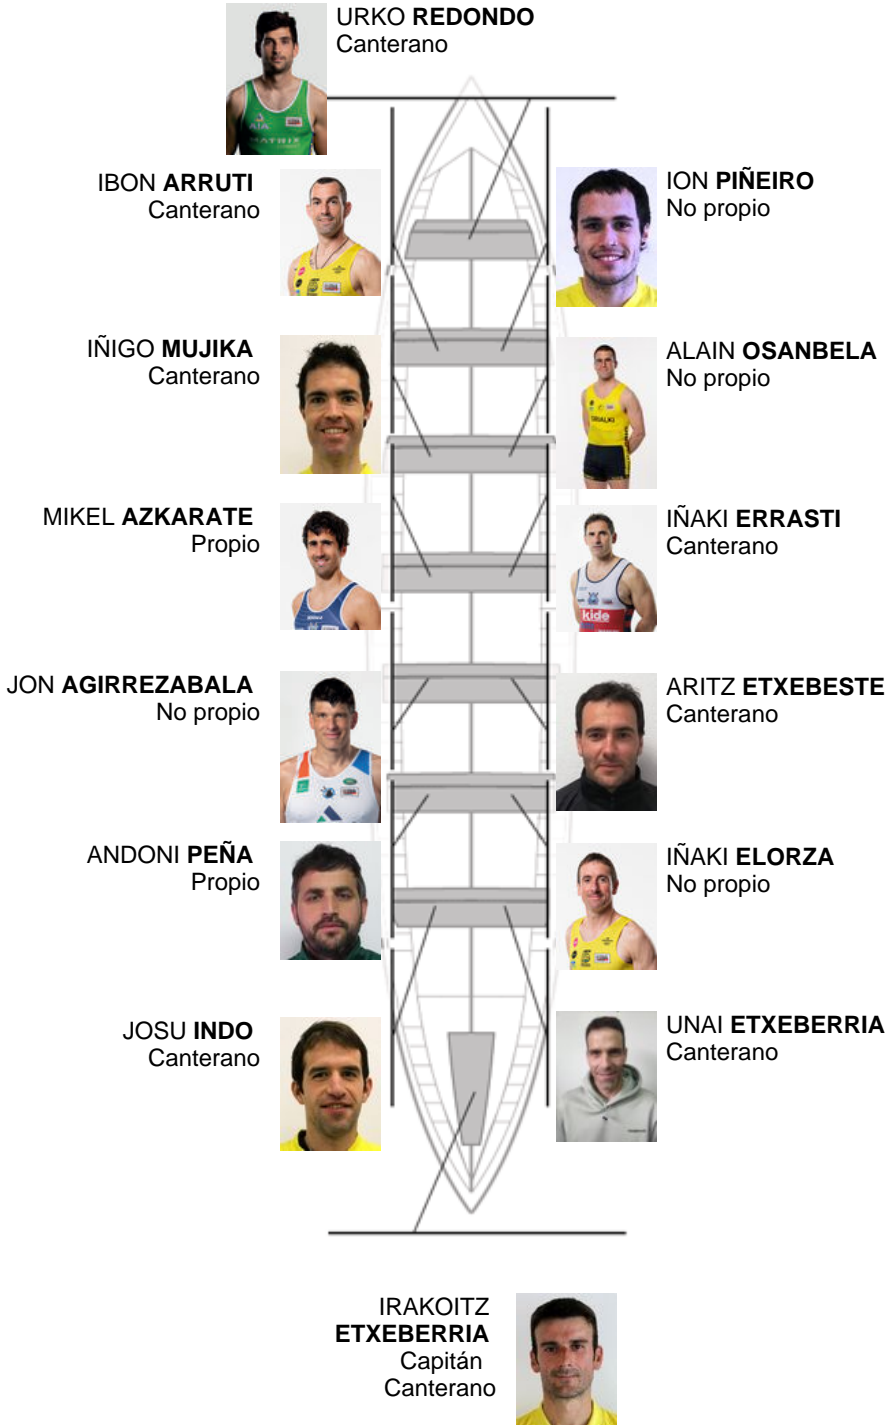 URKO REDONDO
Canterano
IBON ARRUTI
Canterano
ION PIÑEIRO
No propio
IÑIGO MUJIKA
Canterano
ALAIN OSANBELA
No propio
MIKEL AZKARATE
Propio
IÑAKI ERRASTI
Canterano
kide
JON AGIRREZABALA
No propio
ARITZ ETXEBESTE
Canterano
ANDONI PEÑA
Propio
IÑAKI ELORZA
No propio
JOSU INDO
Canterano
UNAI ETXEBERRIA
Canterano
IRAKOITZ
ETXEBERRIA
Capitán
Canterano